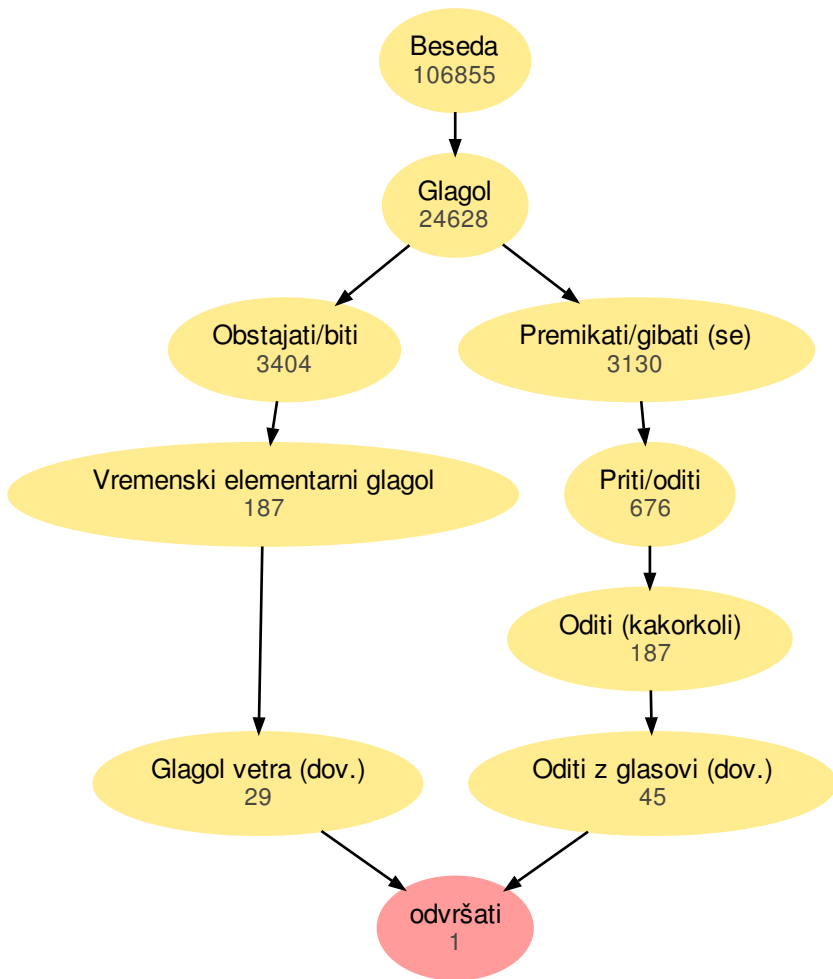 Beseda
106855
Glagol
24628
Obstajati/biti
3404
Premikati/gibati (se)
3130
Vremenski elementarni glagol
187
Priti/oditi
676
Oditi (kakorkoli)
187
Glagol vetra (dov.)
29
Oditi z glasovi (dov.)
45
odvršati
1